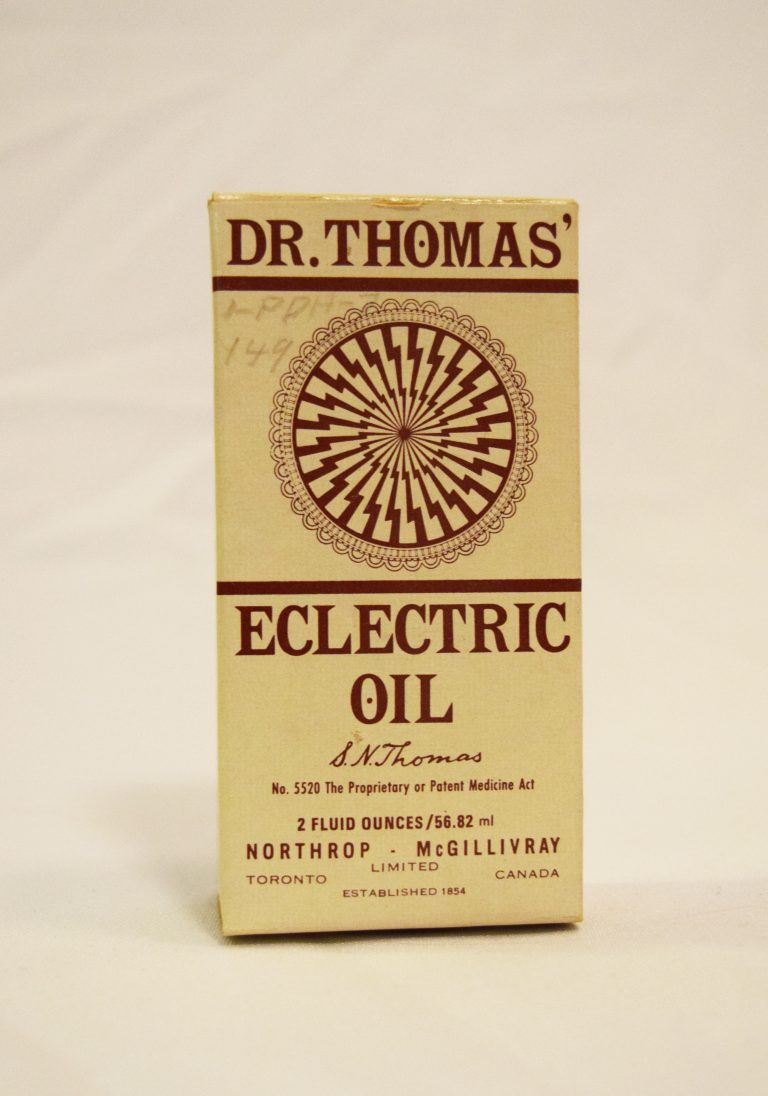 DR. THOMAS'
149
ECLECTRIC
OIL
S. N. Thomas
No. 5520 The Proprietary or Patent Medicine Act
2 FLUID OUNCES/56.82 ml
NORTHROP - McGILLIVRAY
LIMITED
TORONTO CANADA
ESTABLISHED 1854